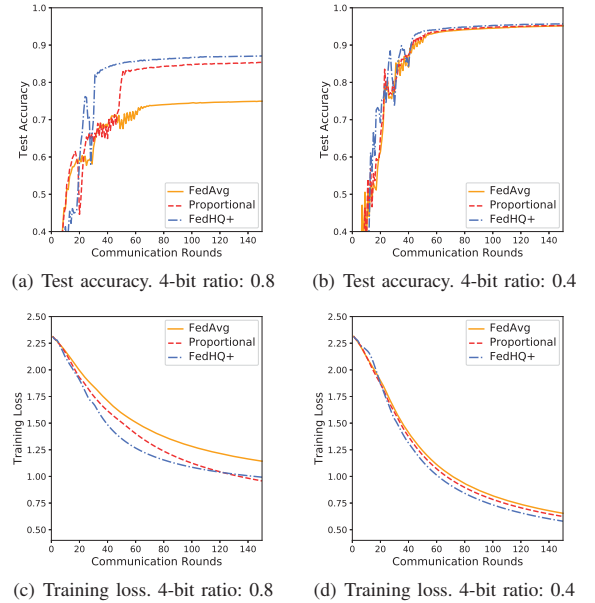 1.0
0.9
0.8
0.7
0.6
0.5
0.4
Test Accuracy
0 20 40 60 80 100 120 140
Communication Rounds
FedAvg
Proportional
FedHQ+
(a) Test accuracy. 4-bit ratio: 0.8
1.0
0.9
0.8
0.7
0.6
0.5
0.4
Test Accuracy
0 20 40 60 80 100 120 140
Communication Rounds
FedAvg
Proportional
FedHQ+
(b) Test accuracy. 4-bit ratio: 0.4
2.50
2.25
2.00
1.75
1.50
1.25
1.00
0.75
0.50
Training Loss
0 20 40 60 80 100 120 140
Communication Rounds
FedAvg
Proportional
FedHQ+
(c) Training loss. 4-bit ratio: 0.8
2.50
2.25
2.00
1.75
1.50
1.25
1.00
0.75
0.50
Training Loss
0 20 40 60 80 100 120 140
Communication Rounds
FedAvg
Proportional
FedHQ+
(d) Training loss. 4-bit ratio: 0.4